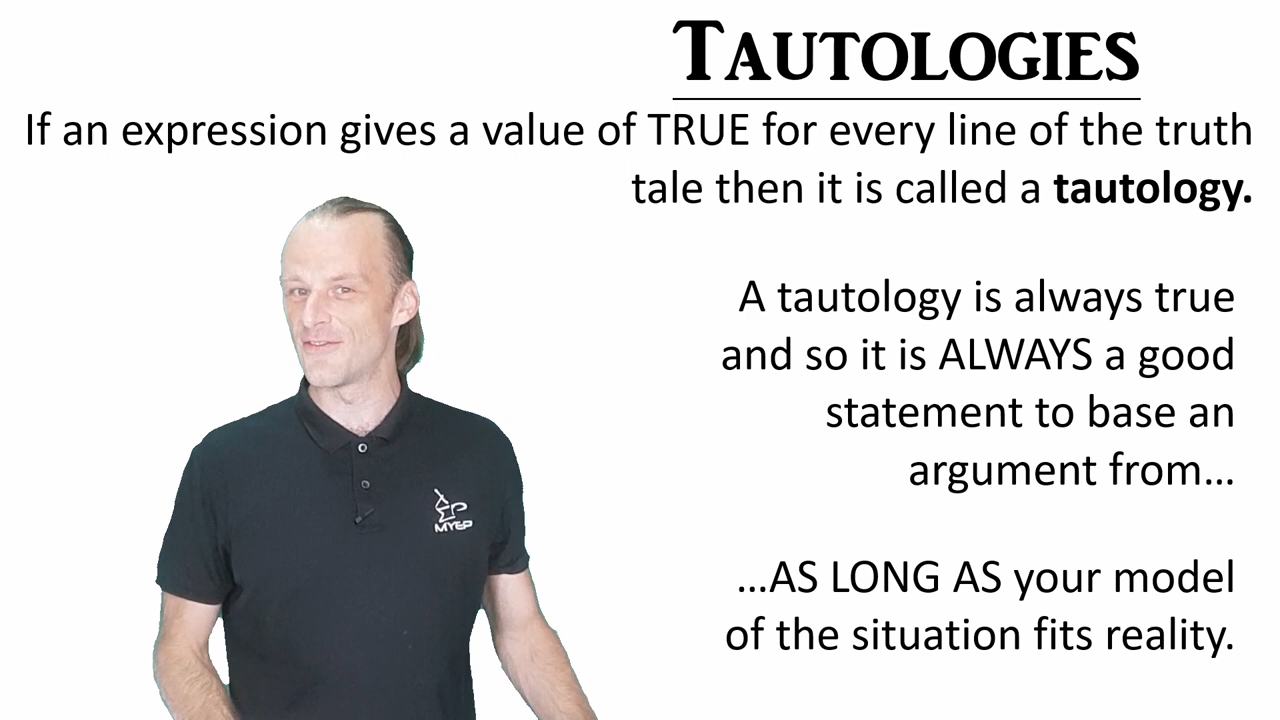 TAUTOLOGIES
If an expression gives a value of TRUE for every line of the truth
tale then it is called a tautology.
A tautology is always true
and so it is ALWAYS a good
statement to base an
argument from...
...AS LONG AS your model
of the situation fits reality.
MYEP